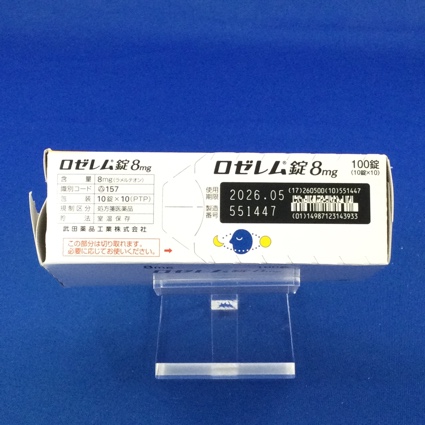 ロゼレム®錠8mg
含量 8mg(ラメルテオン)
識別コード 157
包装 10錠×10(PTP)
規制区分 処方箋医薬品
貯法 室温保存
武田薬品工業株式会社
この部分は切り取れます。
必要に応じてお使いください。
ロゼレム®錠8mg
100錠
(10錠×10)
使用期限 2026.05
製造番号 551447
(17)260500(10)551447
(01)14987123143933